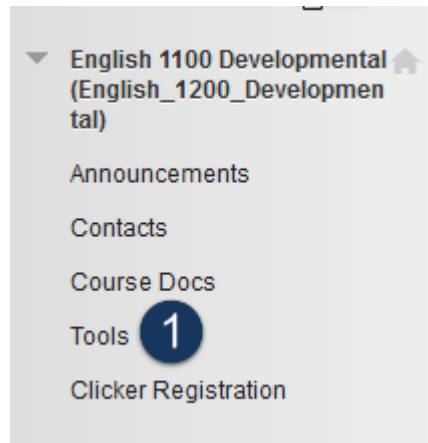 English 1100 Developmental
(English_1200_Developmen
tal)
Announcements
Contacts
Course Docs
Tools 1
Clicker Registration